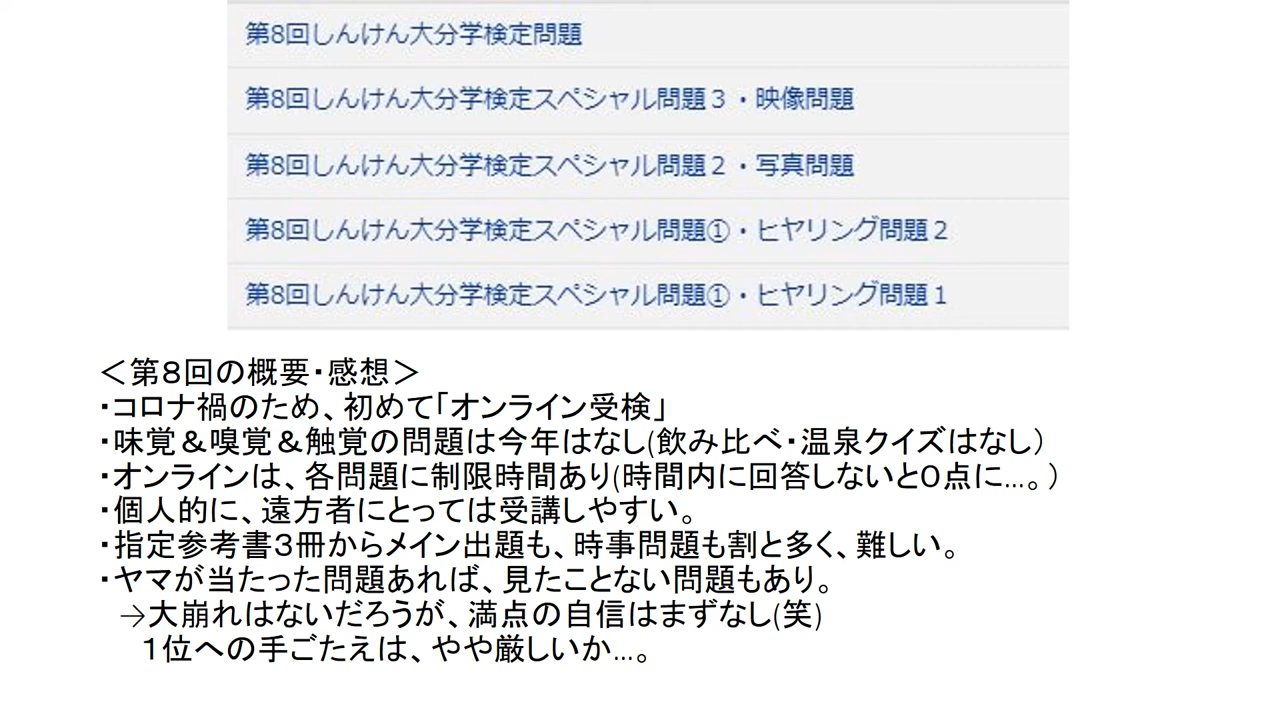 第8回しんけん大分学検定問題
第8回しんけん大分学検定スペシャル問題３・映像問題
第8回しんけん大分学検定スペシャル問題２・写真問題
第8回しんけん大分学検定スペシャル問題①・ヒヤリング問題２
第8回しんけん大分学検定スペシャル問題①・ヒヤリング問題１
＜第８回の概要・感想＞
・コロナ禍のため、初めて「オンライン受検」
・味覚＆嗅覚＆触覚の問題は今年はなし(飲み比べ・温泉クイズはなし）
・オンラインは、各問題に制限時間あり(時間内に回答しないと０点に…。）
・個人的に、遠方者にとっては受講しやすい。
・指定参考書３冊からメイン出題も、時事問題も割と多く、難しい。
・ヤマが当たった問題あれば、見たことない問題もあり。
→大崩れはないだろうが、満点の自信はまずなし(笑)
１位への手ごたえは、やや厳しいか…。